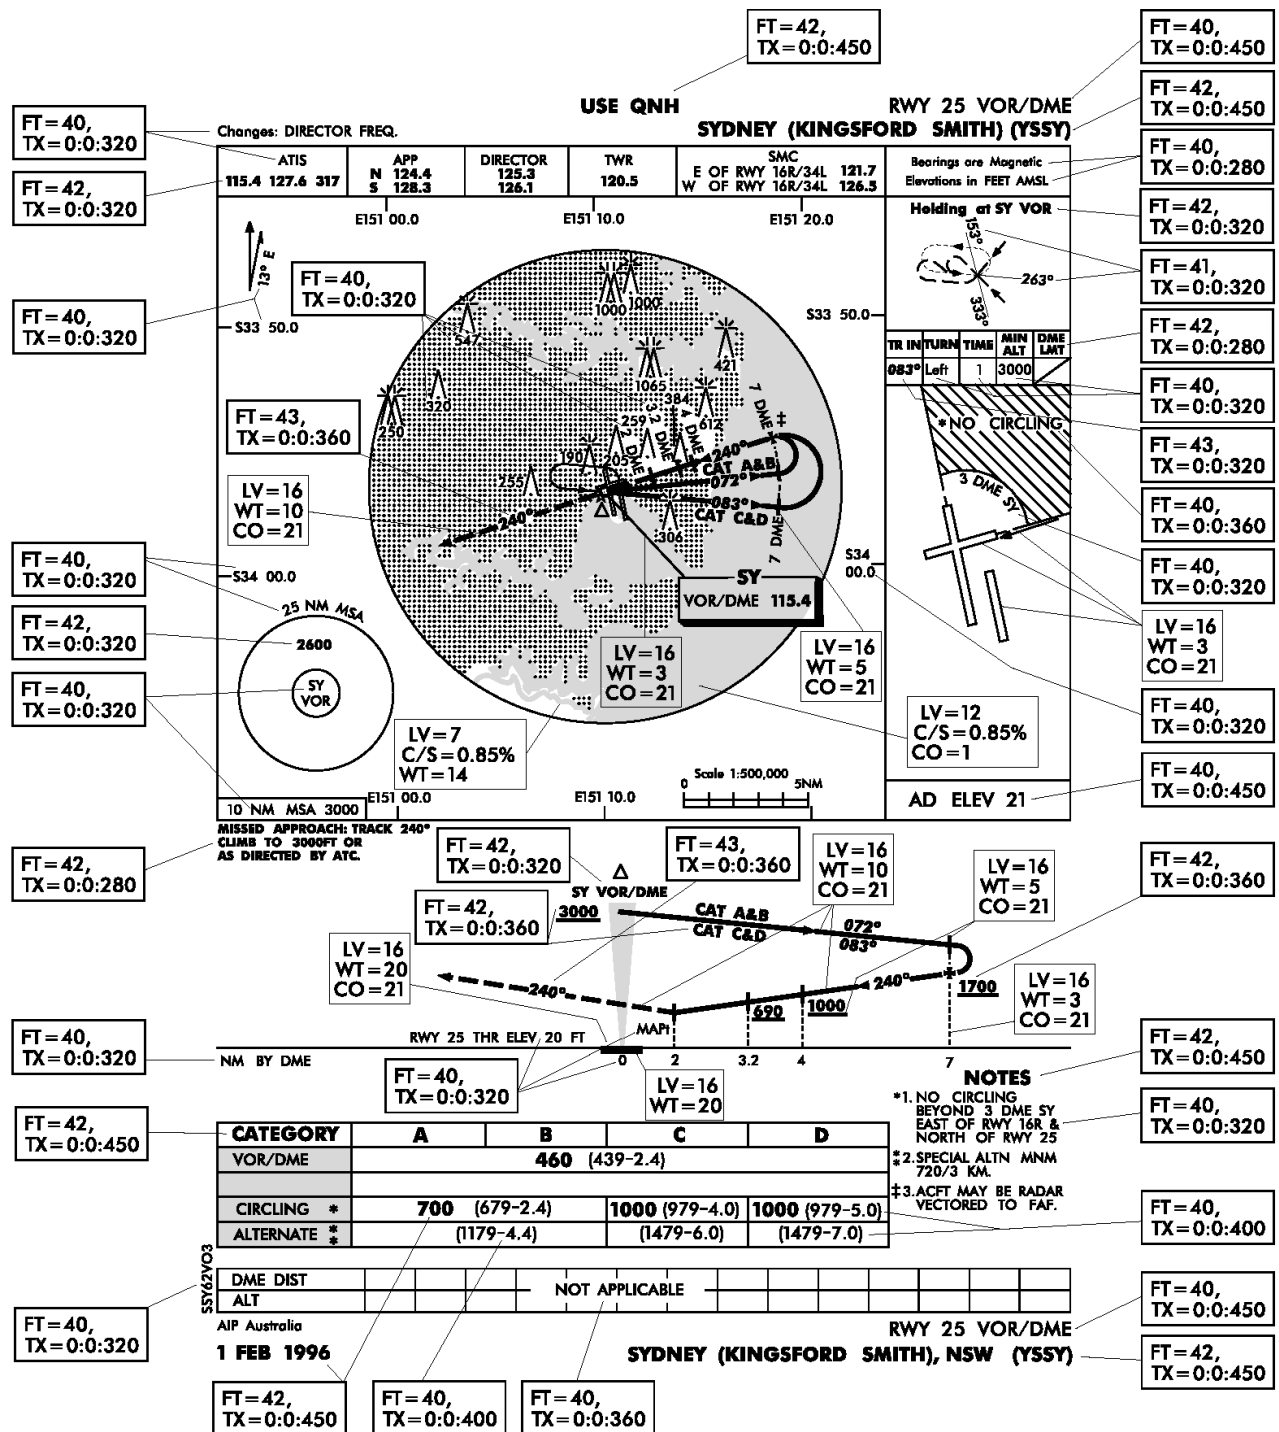 FT=42,
TX=0:0:450
FT=40,
TX=0:0:450
FT=42,
TX=0:0:450
FT=40,
TX=0:0:280
FT=42,
TX=0:0:320
FT=41,
TX=0:0:320
FT=42,
TX=0:0:280
FT=40,
TX=0:0:320
FT=43,
TX=0:0:320
FT=40,
TX=0:0:360
FT=40,
TX=0:0:320
LV=16
WT=3
CO=21
FT=40,
TX=0:0:320
FT=40,
TX=0:0:450
FT=40,
TX=0:0:320
FT=42,
TX=0:0:320
FT=40,
TX=0:0:320
FT=40,
TX=0:0:320
FT=42,
TX=0:0:320
FT=40,
TX=0:0:320
FT=42,
TX=0:0:280
USE QNH
RWY 25 VOR/DME
Changes: DIRECTOR FREQ.
SYDNEY (KINGSFORD SMITH) (YSSY)
ATIS
115.4 127.6 317
APP
N 124.4
S 128.3
DIRECTOR
125.3
126.1
TWR
120.5
SMC
E OF RWY 16R/34L 121.7
W OF RWY 16R/34L 126.5
Bearings are Magnetic
Elevations in FEET AMSL
E151 00.0
E151 10.0
E151 20.0
13° E
S33 50.0
S33 50.0
FT=40,
TX=0:0:320
FT=43,
TX=0:0:360
LV=16
WT=10
CO=21
1000
1000
547
421
1065
320
384
612
250
259
190
205
255
306
7 DME
‡
2 DME
3.2 DME
4 DME
240°
CAT A&B
072°
083°
CAT C&D
7 DME
240°
SY
VOR/DME 115.4
S34 00.0
S34
00.0
25 NM MSA
2600
SY
VOR
10 NM MSA 3000
LV=16
WT=3
CO=21
LV=16
WT=5
CO=21
LV=7
C/S=0.85%
WT=14
LV=12
C/S=0.85%
CO=1
E151 00.0
E151 10.0
Scale 1:500,000
0 5NM
Holding at SY VOR
153°
263°
333°
TR IN TURN TIME MIN ALT DME LMT
083° Left 1 3000
*NO CIRCLING
3 DME SY
AD ELEV 21
MISSED APPROACH: TRACK 240°
CLIMB TO 3000FT OR
AS DIRECTED BY ATC.
FT=42,
TX=0:0:320
FT=43,
TX=0:0:360
LV=16
WT=10
CO=21
LV=16
WT=5
CO=21
FT=42,
TX=0:0:360
SY VOR/DME
FT=42,
TX=0:0:360
3000
CAT A&B
CAT C&D
072°
083°
LV=16
WT=20
CO=21
240°
240°
1700
1000
690
LV=16
WT=3
CO=21
MAPt
RWY 25 THR ELEV 20 FT
FT=40,
TX=0:0:320
NM BY DME
0 2 3.2 4 7
FT=40,
TX=0:0:320
LV=16
WT=20
FT=42,
TX=0:0:450
NOTES
*1. NO CIRCLING
BEYOND 3 DME SY
EAST OF RWY 16R &
NORTH OF RWY 25
**2. SPECIAL ALTN MNM
720/3 KM.
‡3. ACFT MAY BE RADAR
VECTORED TO FAF.
FT=40,
TX=0:0:320
FT=42,
TX=0:0:450
CATEGORY A B C D
VOR/DME 460 (439-2.4)
CIRCLING * 700 (679-2.4) 1000 (979-4.0) 1000 (979-5.0)
ALTERNATE ** (1179-4.4) (1479-6.0) (1479-7.0)
FT=40,
TX=0:0:400
SSY62VO3
DME DIST
ALT
NOT APPLICABLE
FT=40,
TX=0:0:320
FT=40,
TX=0:0:450
AIP Australia
RWY 25 VOR/DME
1 FEB 1996
SYDNEY (KINGSFORD SMITH), NSW (YSSY)
FT=42,
TX=0:0:450
FT=42,
TX=0:0:450
FT=40,
TX=0:0:400
FT=40,
TX=0:0:360